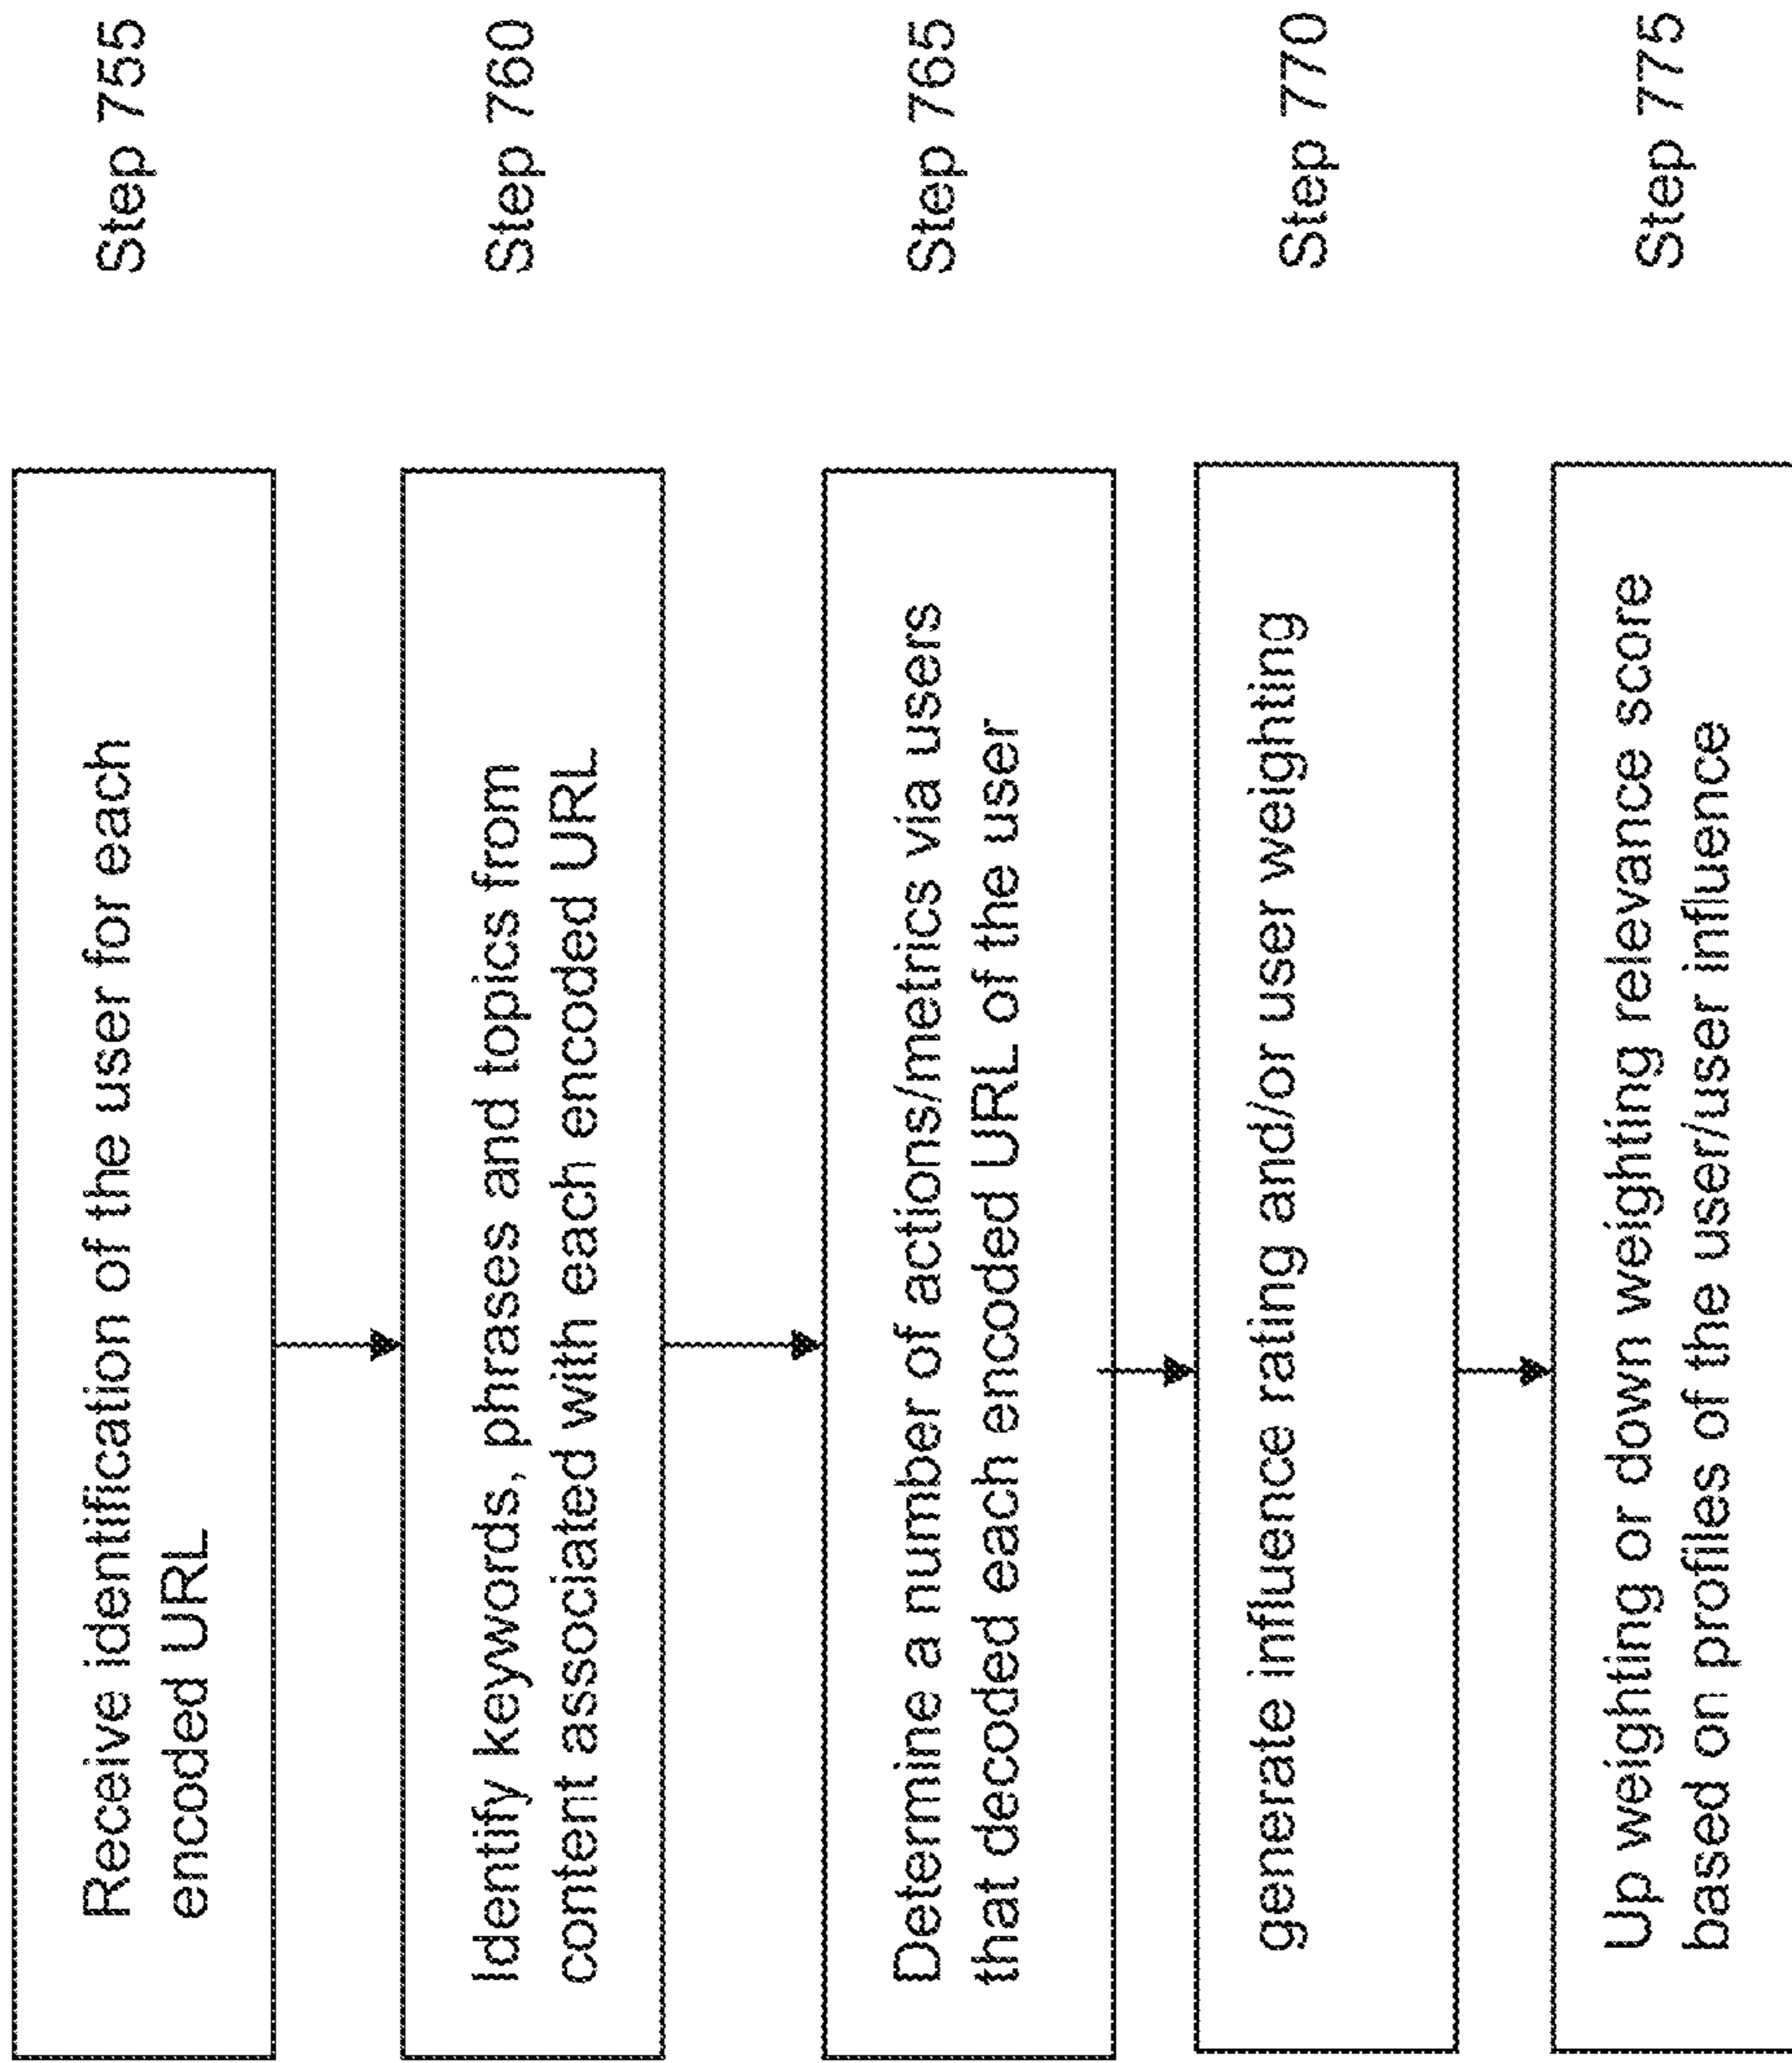 Receive identification of the user for each
encoded URL
Step 755
Identify keywords, phrases and topics from
content associated with each encoded URL
Step 760
Determine a number of actions/metrics via users
that decoded each encoded URL of the user
Step 765
generate influence rating and/or user weighting
Step 770
Up weighting or down weighting relevance score
based on profiles of the user/user influence
Step 775